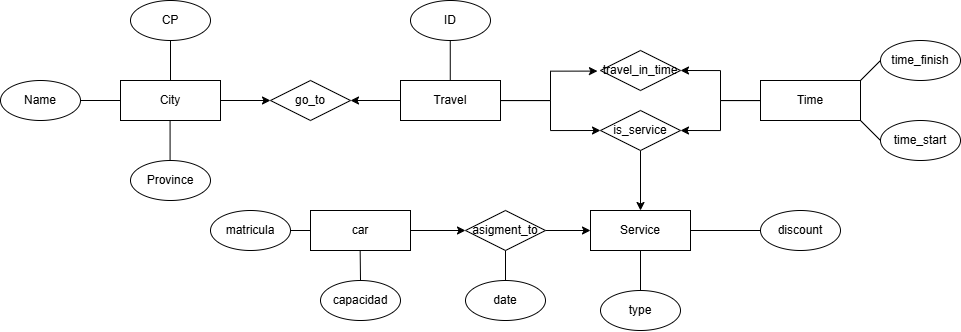 CP
ID
time_finish
travel_in_time
Name
City
go_to
Travel
Time
is_service
time_start
Province
matricula
car
asigment_to
Service
discount
capacidad
date
type